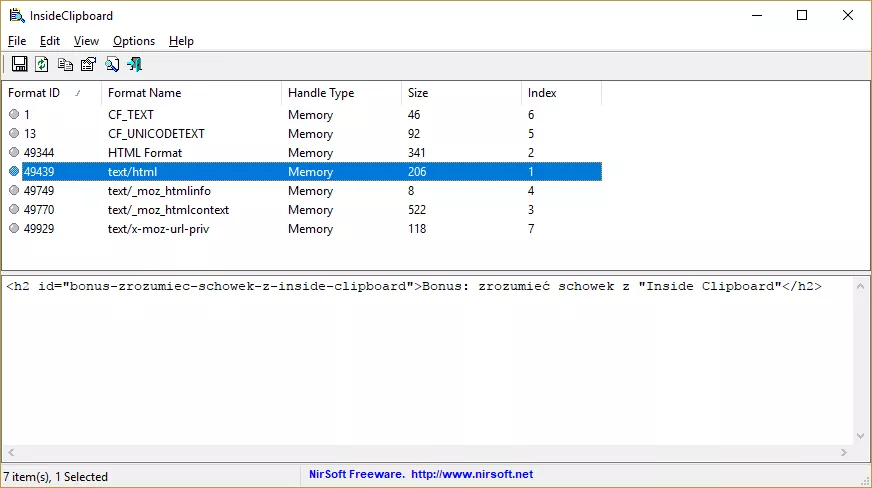 InsideClipboard
File Edit View Options Help
Format ID Format Name Handle Type Size Index
1 CF_TEXT Memory 46 6
13 CF_UNICODETEXT Memory 92 5
49344 HTML Format Memory 341 2
49439 text/html Memory 206 1
49749 text/_moz_htmlinfo Memory 8 4
49770 text/_moz_htmlcontext Memory 522 3
49929 text/x-moz-url-priv Memory 118 7
<h2 id="bonus-zrozumiec-schowek-z-inside-clipboard">Bonus: zrozumieć schowek z "Inside Clipboard"</h2>
7 item(s), 1 Selected NirSoft Freeware. http://www.nirsoft.net